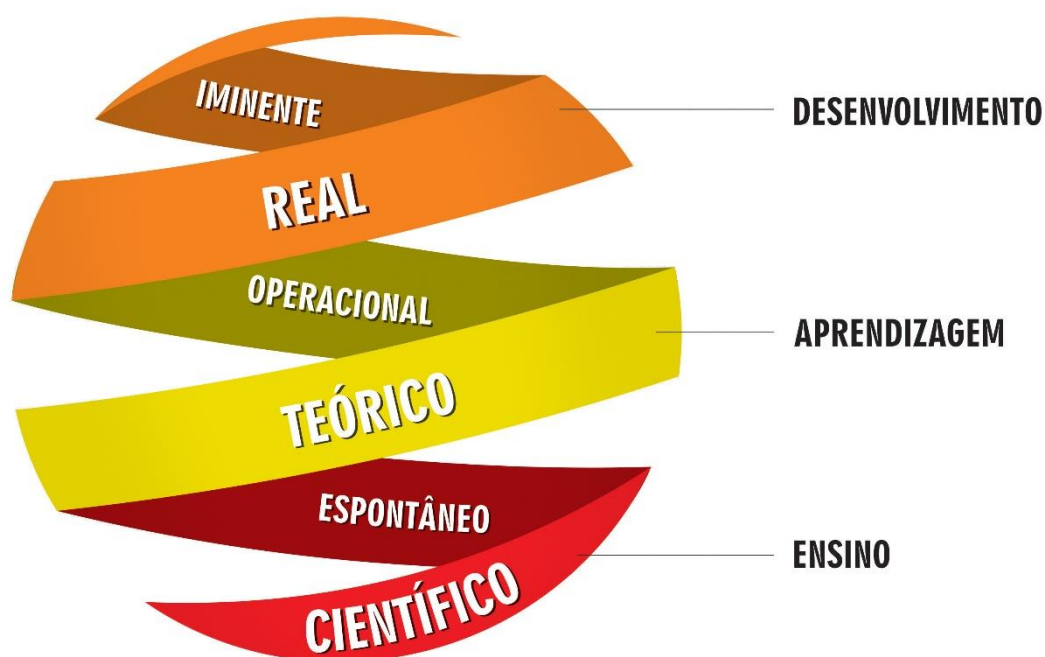 IMINENTE
DESENVOLVIMENTO
REAL
OPERACIONAL
APRENDIZAGEM
TEÓRICO
ESPONTÂNEO
ENSINO
CIENTÍFICO